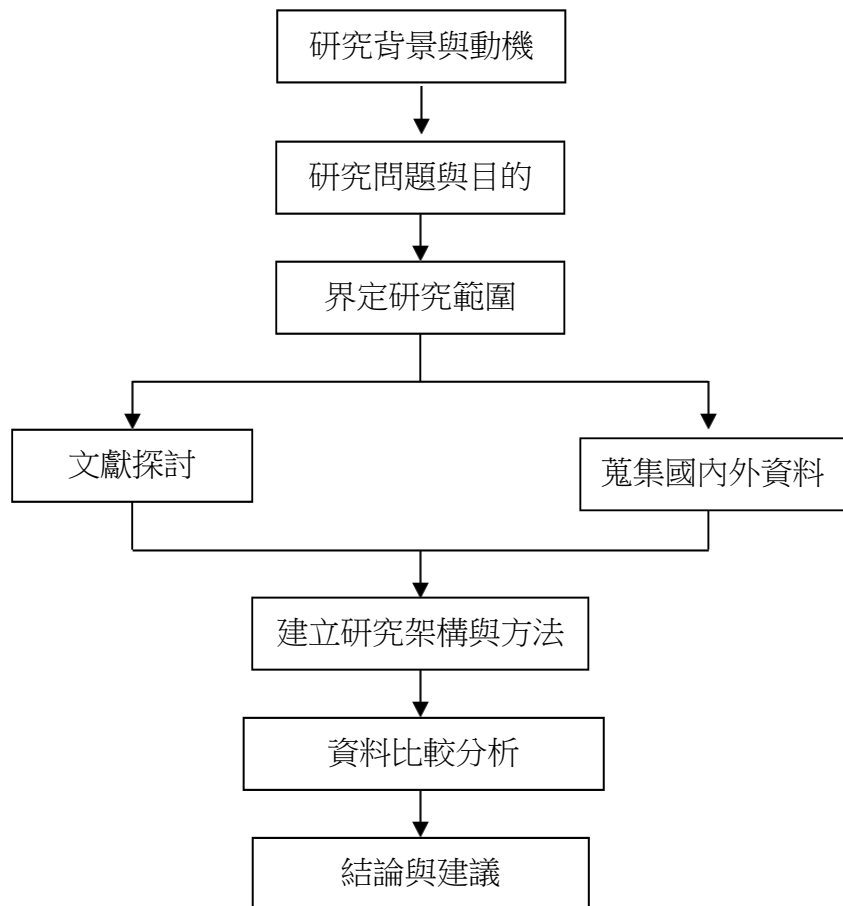 研究背景與動機
研究問題與目的
界定研究範圍
文獻探討
蒐集國內外資料
建立研究架構與方法
資料比較分析
結論與建議